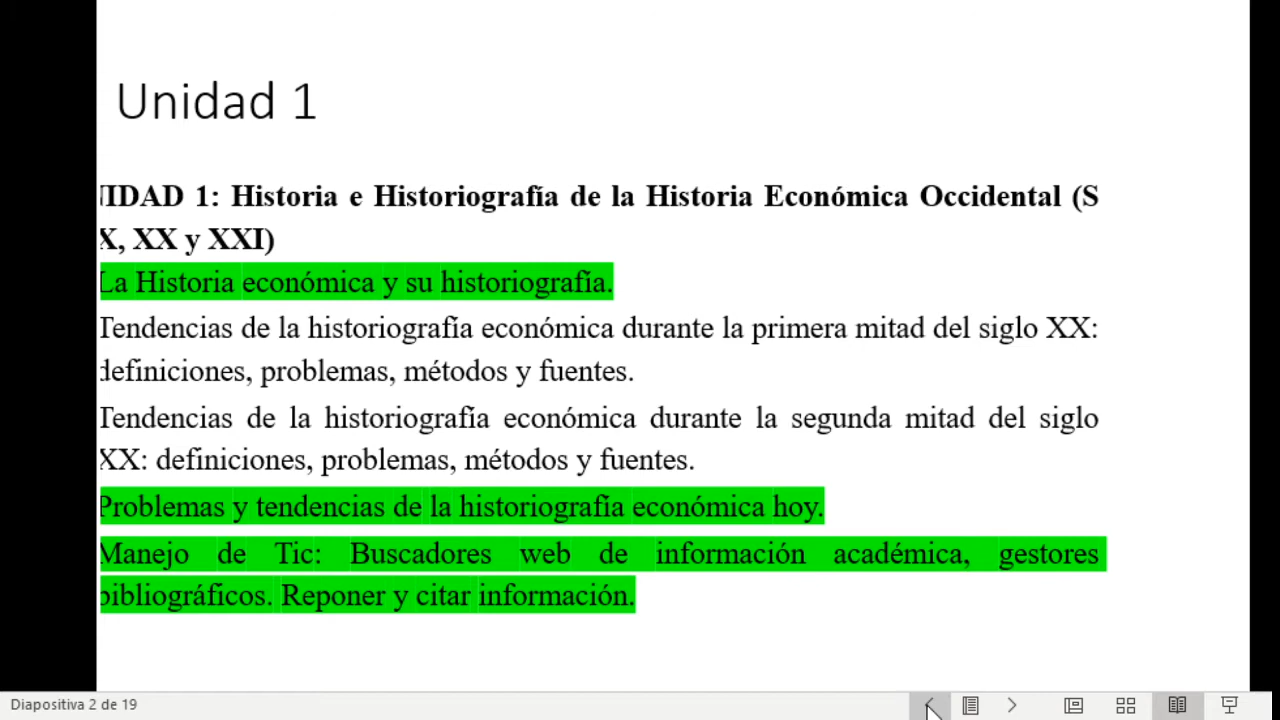 Unidad 1
IDAD 1: Historia e Historiografía de la Historia Económica Occidental (S
X, XX y XXI)
La Historia económica y su historiografía.
Tendencias de la historiografía económica durante la primera mitad del siglo XX:
definiciones, problemas, métodos y fuentes.
Tendencias de la historiografía económica durante la segunda mitad del siglo
XX: definiciones, problemas, métodos y fuentes.
Problemas y tendencias de la historiografía económica hoy.
Manejo de Tic: Buscadores web de información académica, gestores
bibliográficos. Reponer y citar información.
Diapositiva 2 de 19